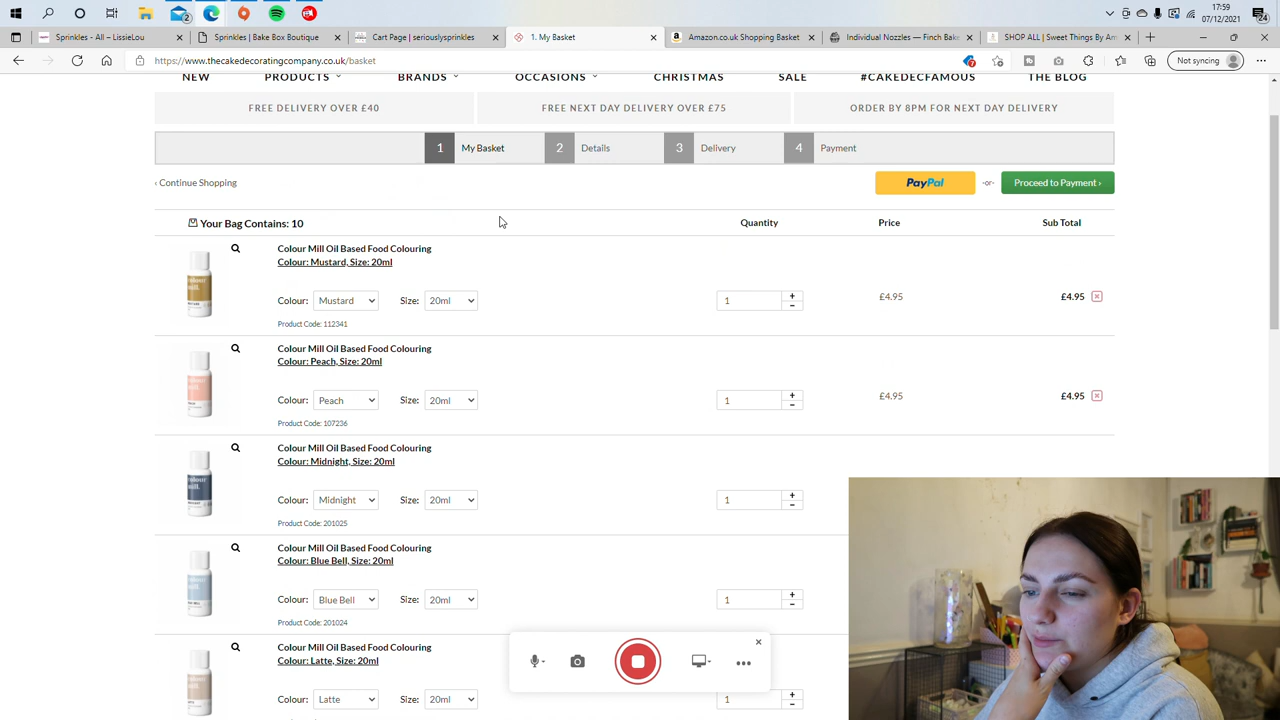 17:59
07/12/2021
2
24
Sprinkles - All – LissieLou
Sprinkles | Bake Box Boutique
Cart Page | seriouslysprinkles
1. My Basket
Amazon.co.uk Shopping Basket
Individual Nozzles — Finch Bake
SHOP ALL | Sweet Things By Am
https://www.thecakedecoratingcompany.co.uk/basket
7
Not syncing
NEW PRODUCTS BRANDS OCCASIONS CHRISTMAS SALE #CAKEDECFAMOUS THE BLOG
FREE DELIVERY OVER £40 FREE NEXT DAY DELIVERY OVER £75 ORDER BY 8PM FOR NEXT DAY DELIVERY
1 My Basket 2 Details 3 Delivery 4 Payment
‹ Continue Shopping PayPal -or- Proceed to Payment ›
Your Bag Contains: 10 Quantity Price Sub Total
Colour Mill Oil Based Food Colouring
Colour: Mustard, Size: 20ml
Colour: Mustard Size: 20ml 1 + - £4.95 £4.95
Product Code: 112341
Colour Mill Oil Based Food Colouring
Colour: Peach, Size: 20ml
Colour: Peach Size: 20ml 1 + - £4.95 £4.95
Product Code: 107236
Colour Mill Oil Based Food Colouring
Colour: Midnight, Size: 20ml
Colour: Midnight Size: 20ml 1 + -
Product Code: 201025
Colour Mill Oil Based Food Colouring
Colour: Blue Bell, Size: 20ml
Colour: Blue Bell Size: 20ml 1 + -
Product Code: 201024
Colour Mill Oil Based Food Colouring
Colour: Latte, Size: 20ml
Colour: Latte Size: 20ml 1 + -